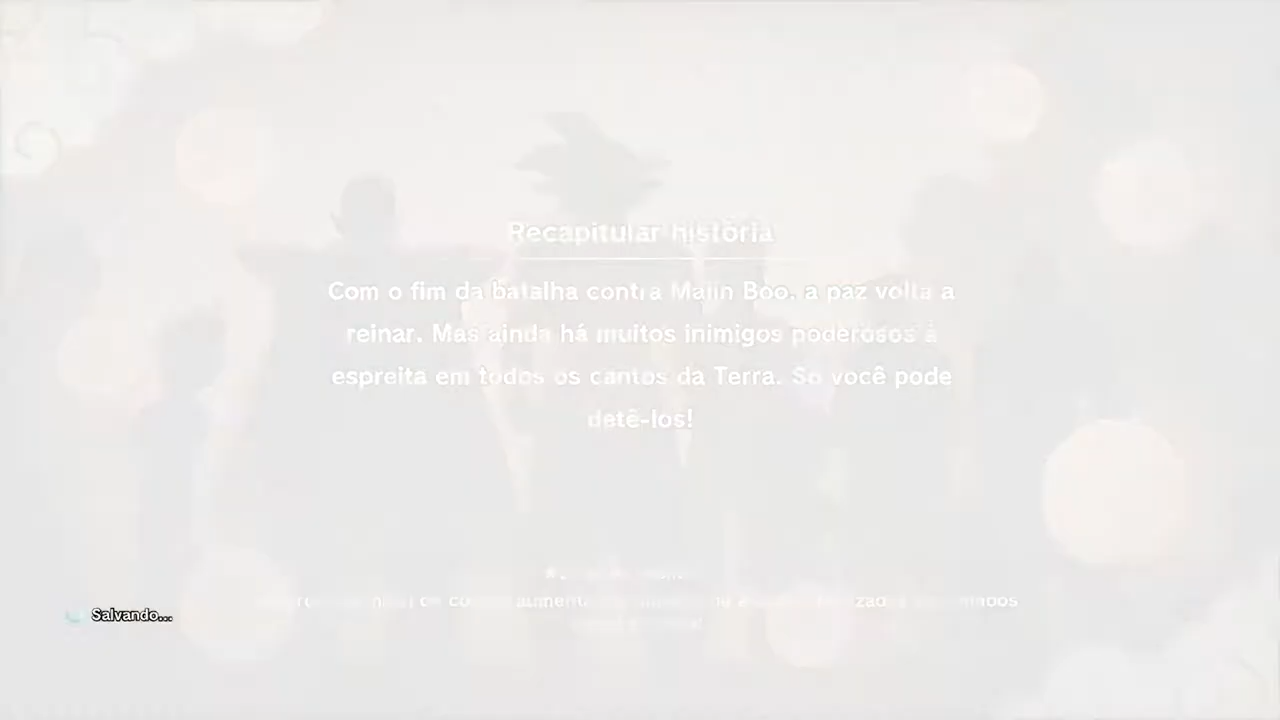 Recapitular história
Com o fim da batalha contra Majin Boo, a paz volta a
reinar. Mas ainda há muitos inimigos poderosos à
espreita em todos os cantos da Terra. Só você pode
detê-los!
Salvando...